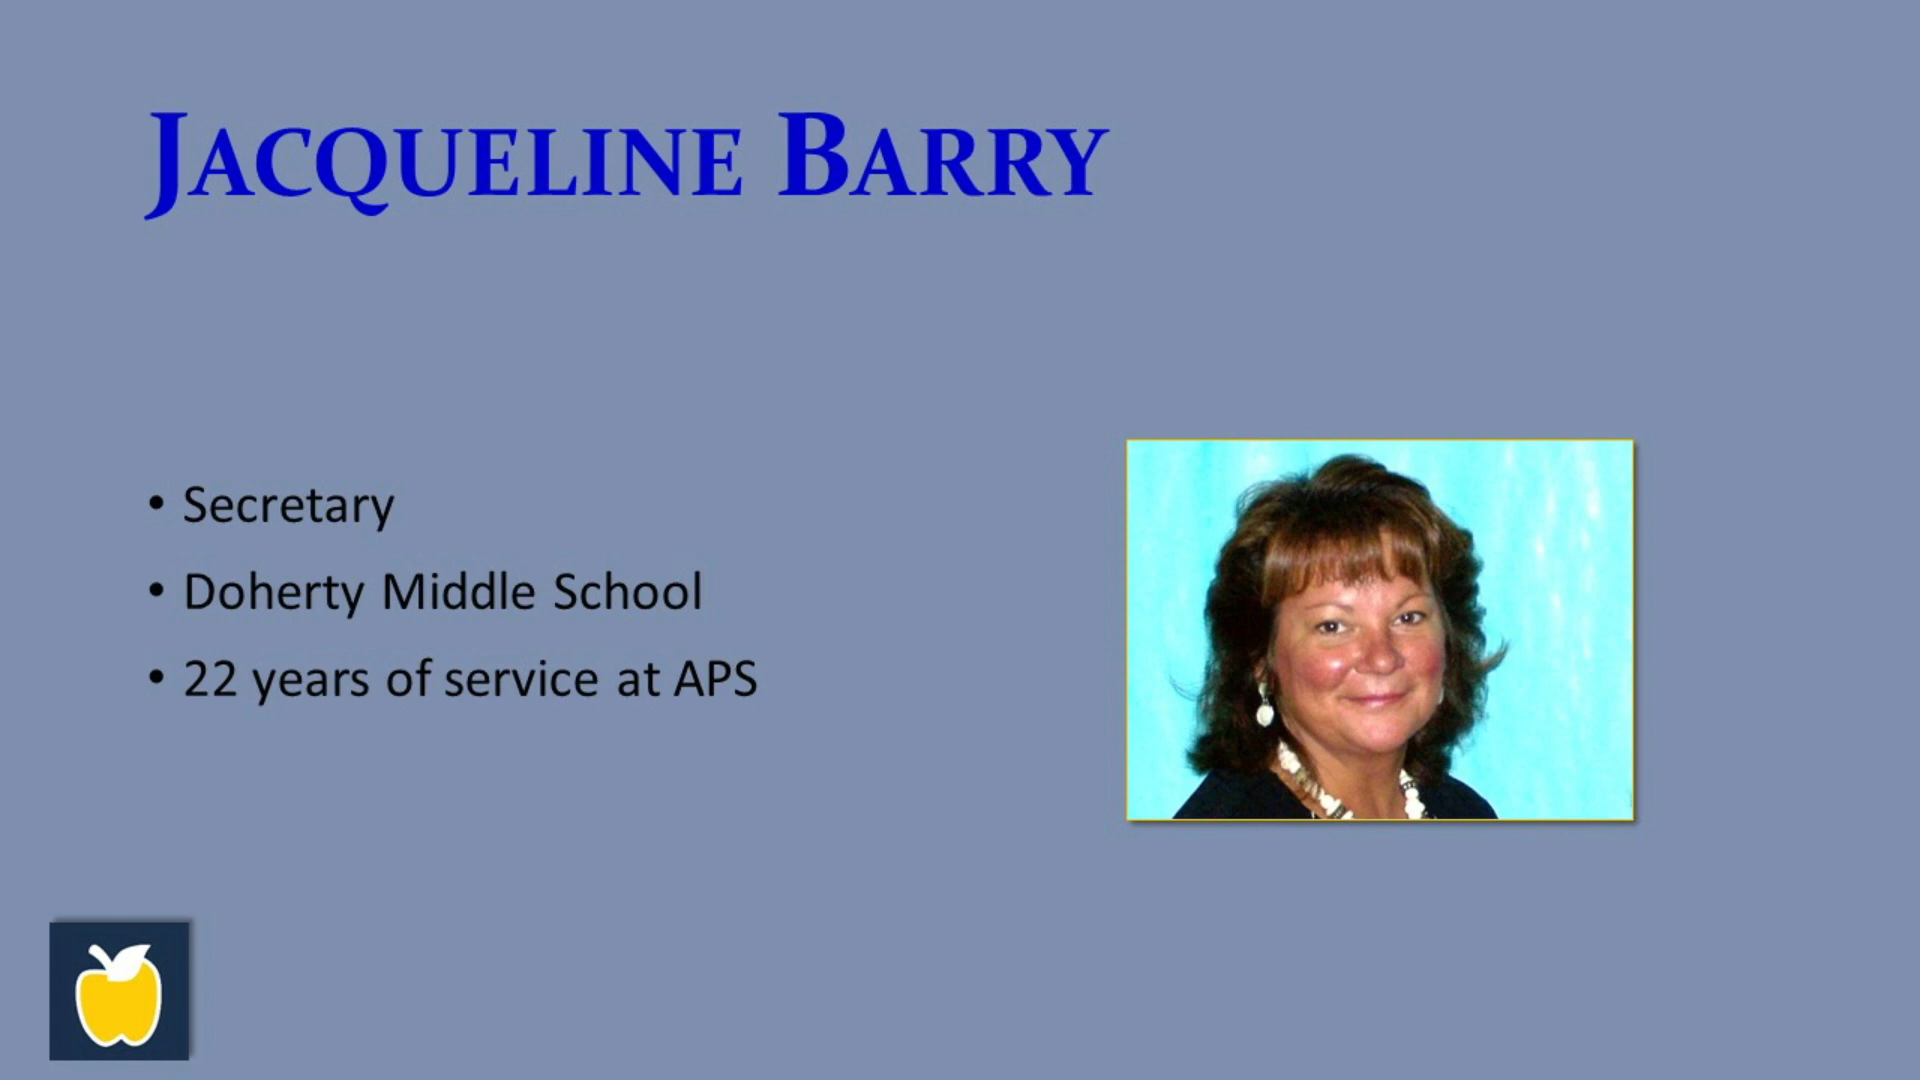 JACQUELINE BARRY
• Secretary
• Doherty Middle School
• 22 years of service at APS